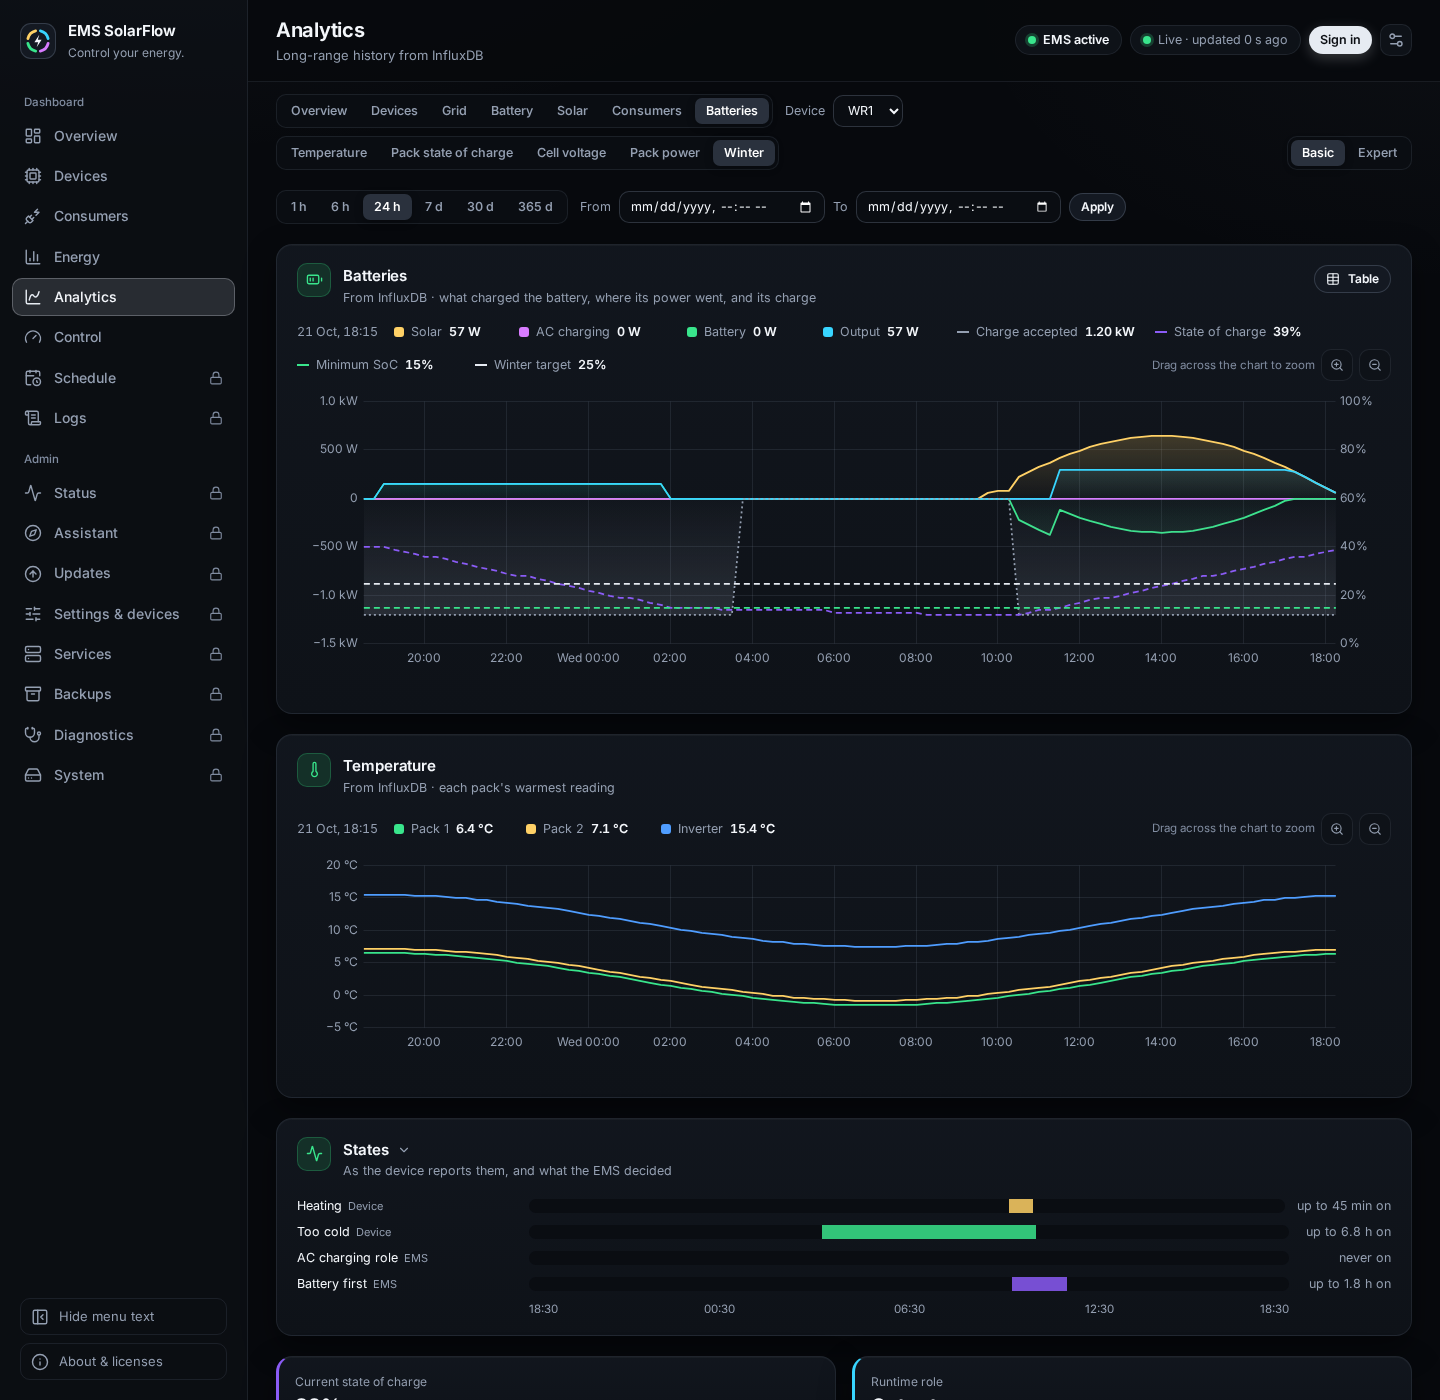 EMS SolarFlow
Control your energy.
Dashboard
Overview
Devices
Consumers
Energy
Analytics
Control
Schedule
Logs
Admin
Status
Assistant
Updates
Settings & devices
Services
Backups
Diagnostics
System
Hide menu text
About & licenses
Analytics
Long-range history from InfluxDB
EMS active
Live · updated 0 s ago
Sign in
Overview Devices Grid Battery Solar Consumers Batteries Device WR1
Temperature Pack state of charge Cell voltage Pack power Winter Basic Expert
1 h 6 h 24 h 7 d 30 d 365 d From mm/dd/yyyy, --:-- -- To mm/dd/yyyy, --:-- -- Apply
Batteries
From InfluxDB · what charged the battery, where its power went, and its charge
Table
21 Oct, 18:15 Solar 57 W AC charging 0 W Battery 0 W Output 57 W Charge accepted 1.20 kW State of charge 39%
Minimum SoC 15% Winter target 25% Drag across the chart to zoom
1.0 kW 100%
500 W 80%
0 60%
−500 W 40%
−1.0 kW 20%
−1.5 kW 0%
20:00 22:00 Wed 00:00 02:00 04:00 06:00 08:00 10:00 12:00 14:00 16:00 18:00
Temperature
From InfluxDB · each pack's warmest reading
21 Oct, 18:15 Pack 1 6.4 °C Pack 2 7.1 °C Inverter 15.4 °C Drag across the chart to zoom
20 °C
15 °C
10 °C
5 °C
0 °C
−5 °C
20:00 22:00 Wed 00:00 02:00 04:00 06:00 08:00 10:00 12:00 14:00 16:00 18:00
States
As the device reports them, and what the EMS decided
Heating Device up to 45 min on
Too cold Device up to 6.8 h on
AC charging role EMS never on
Battery first EMS up to 1.8 h on
18:30 00:30 06:30 12:30 18:30
Current state of charge
Runtime role